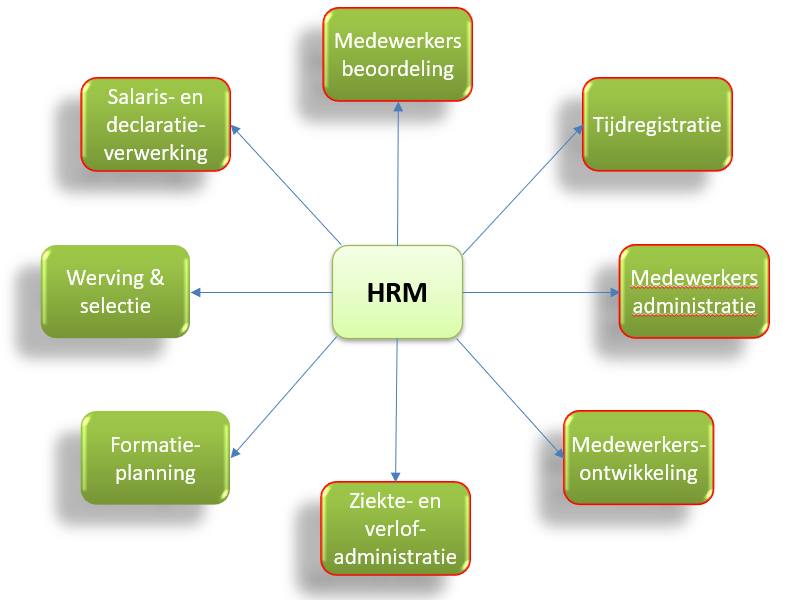 Medewerkers
beoordeling
Salaris- en
declaratie-
verwerking
Tijdregistratie
Werving &
selectie
HRM
Medewerkers
administratie
Formatie-
planning
Medewerkers-
ontwikkeling
Ziekte- en
verlof-
administratie